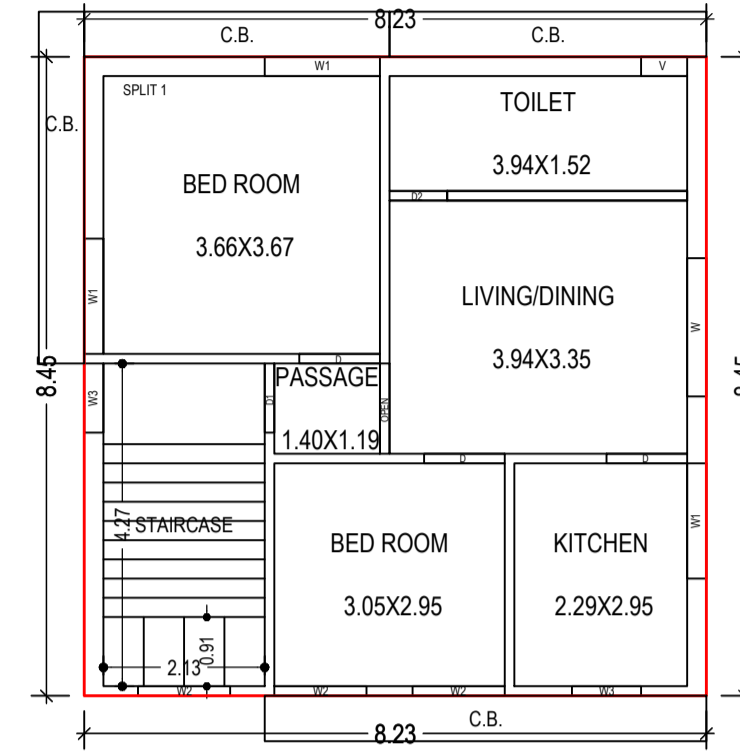 8.23
C.B.
C.B.
W1
V
SPLIT 1
TOILET
C.B.
3.94X1.52
BED ROOM
D2
3.66X3.67
W1
LIVING/DINING
W
3.94X3.35
D
8.45
PASSAGE
W3
D1
OPEN
1.40X1.19
D
D
4.27
STAIRCASE
W1
BED ROOM
KITCHEN
3.05X2.95
2.29X2.95
0.91
2.13
W2
W2
W2
W3
C.B.
8.23